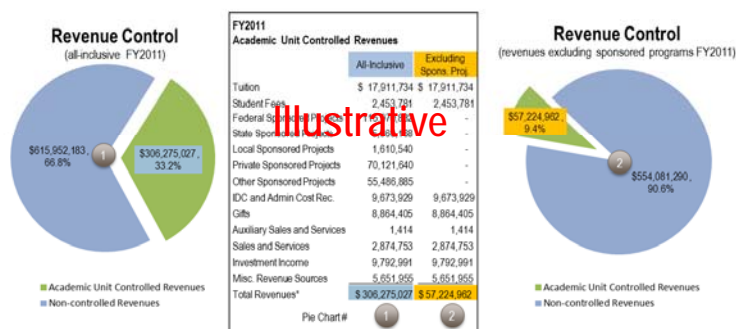 Revenue Control
(all-inclusive FY2011)
$615,952,183,
66.8%
1
$306,275,027,
33.2%
Academic Unit Controlled Revenues
Non-controlled Revenues
FY2011
Academic Unit Controlled Revenues
All-Inclusive Excluding Spons. Proj.
Tuition $ 17,911,734 $ 17,911,734
Student Fees 2,453,781 2,453,781
Federal Sponsored Projects -
State Sponsored Projects -
Illustrative
Local Sponsored Projects 1,610,540 -
Private Sponsored Projects 70,121,640 -
Other Sponsored Projects 55,486,885 -
IDC and Admin Cost Rec. 9,673,929 9,673,929
Gifts 8,864,405 8,864,405
Auxiliary Sales and Services 1,414 1,414
Sales and Services 2,874,753 2,874,753
Investment Income 9,792,991 9,792,991
Misc. Revenue Sources 5,651,955 5,651,955
Total Revenues* $ 306,275,027 $ 57,224,962
Pie Chart # 1 2
Revenue Control
(revenues excluding sponsored programs FY2011)
$57,224,962,
9.4%
2
$554,081,290,
90.6%
Academic Unit Controlled Revenues
Non-controlled Revenues